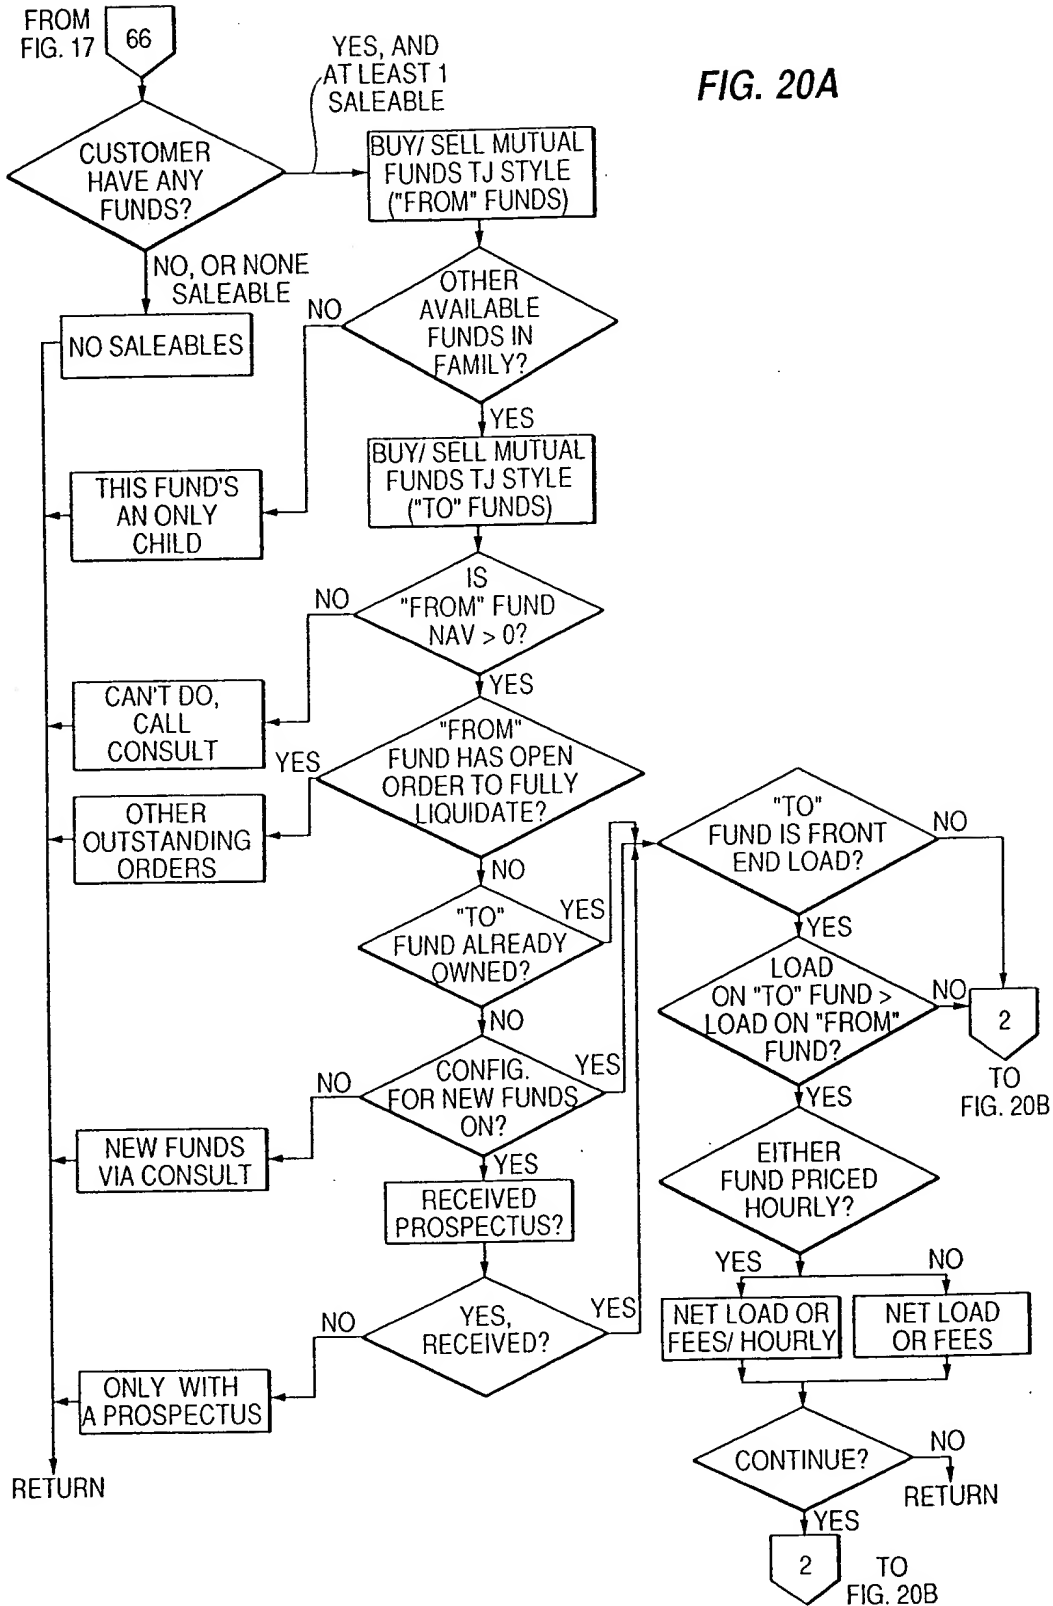 FROM
FIG. 17
66
YES, AND
AT LEAST 1
SALEABLE
FIG. 20A
CUSTOMER
HAVE ANY
FUNDS?
BUY/ SELL MUTUAL
FUNDS TJ STYLE
("FROM" FUNDS)
NO, OR NONE
SALEABLE
NO SALEABLES
OTHER
AVAILABLE
FUNDS IN
FAMILY?
NO
YES
BUY/ SELL MUTUAL
FUNDS TJ STYLE
("TO" FUNDS)
THIS FUND'S
AN ONLY
CHILD
IS
"FROM" FUND
NAV > 0?
NO
YES
CAN'T DO,
CALL
CONSULT
"FROM"
FUND HAS OPEN
ORDER TO FULLY
LIQUIDATE?
YES
NO
OTHER
OUTSTANDING
ORDERS
"TO"
FUND ALREADY
OWNED?
YES
NO
CONFIG.
FOR NEW FUNDS
ON?
NO
YES
YES
NEW FUNDS
VIA CONSULT
RECEIVED
PROSPECTUS?
YES,
RECEIVED?
NO
YES
ONLY WITH
A PROSPECTUS
RETURN
"TO"
FUND IS FRONT
END LOAD?
NO
YES
LOAD
ON "TO" FUND >
LOAD ON "FROM"
FUND?
NO
2
TO
FIG. 20B
YES
EITHER
FUND PRICED
HOURLY?
YES
NO
NET LOAD OR
FEES/ HOURLY
NET LOAD
OR FEES
CONTINUE?
NO
RETURN
YES
2
TO
FIG. 20B